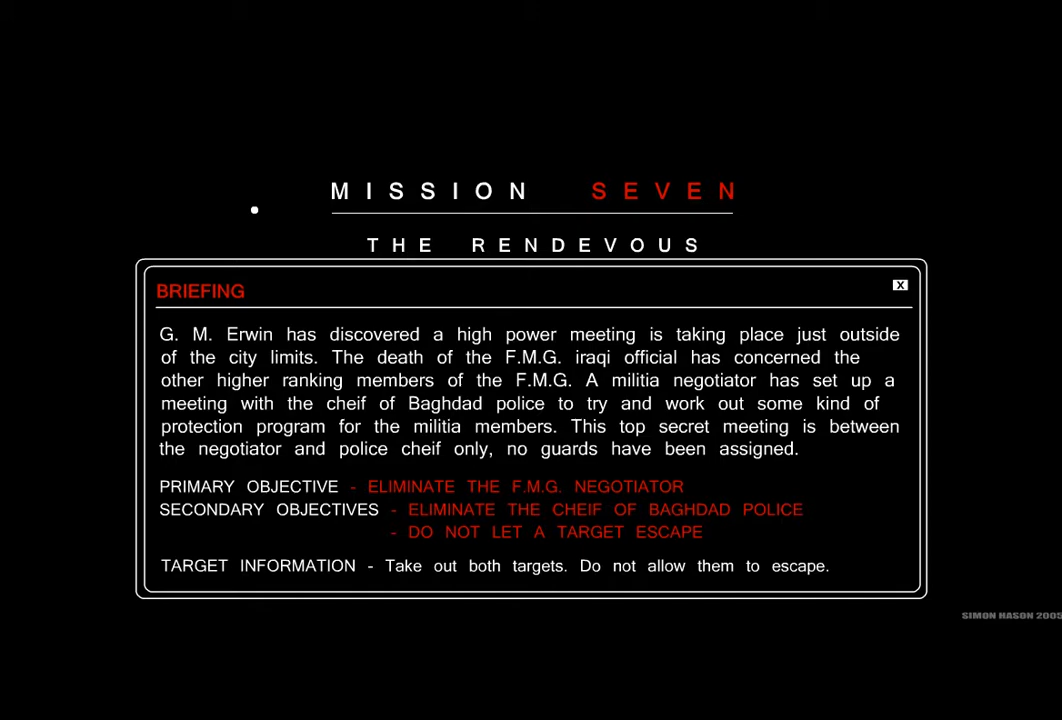 MISSION SEVEN
THE RENDEVOUS
BRIEFING
X
G. M. Erwin has discovered a high power meeting is taking place just outside
of the city limits. The death of the F.M.G. iraqi official has concerned the
other higher ranking members of the F.M.G. A militia negotiator has set up a
meeting with the cheif of Baghdad police to try and work out some kind of
protection program for the militia members. This top secret meeting is between
the negotiator and police cheif only, no guards have been assigned.
PRIMARY OBJECTIVE - ELIMINATE THE F.M.G. NEGOTIATOR
SECONDARY OBJECTIVES - ELIMINATE THE CHEIF OF BAGHDAD POLICE
- DO NOT LET A TARGET ESCAPE
TARGET INFORMATION - Take out both targets. Do not allow them to escape.
SIMON HASON 2005